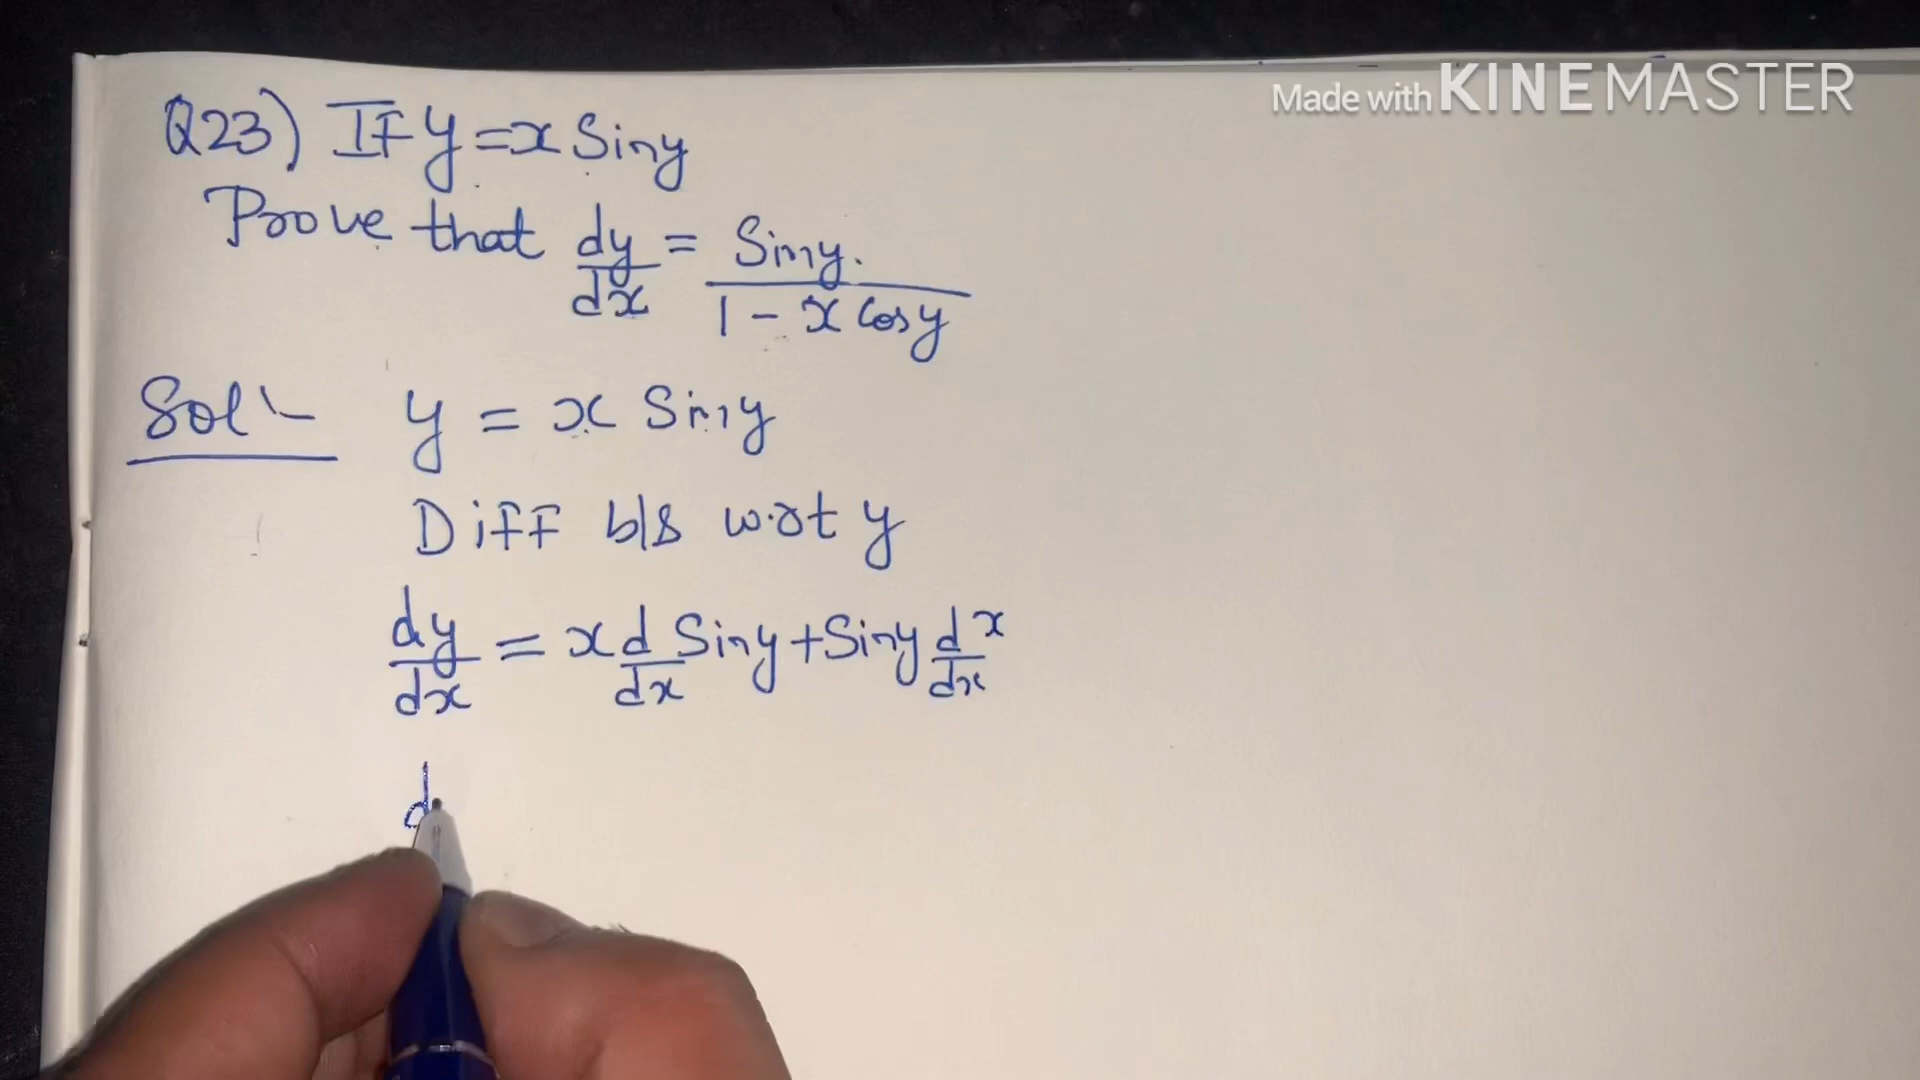 Made with KINEMASTER
Q23) If y = x Siny
Prove that dy/dx = Siny. / 1 - x Cosy
Sol:- y = x Siny
Diff b/s w.rt y
dy/dx = x d/dx Siny + Siny d/dx x
d